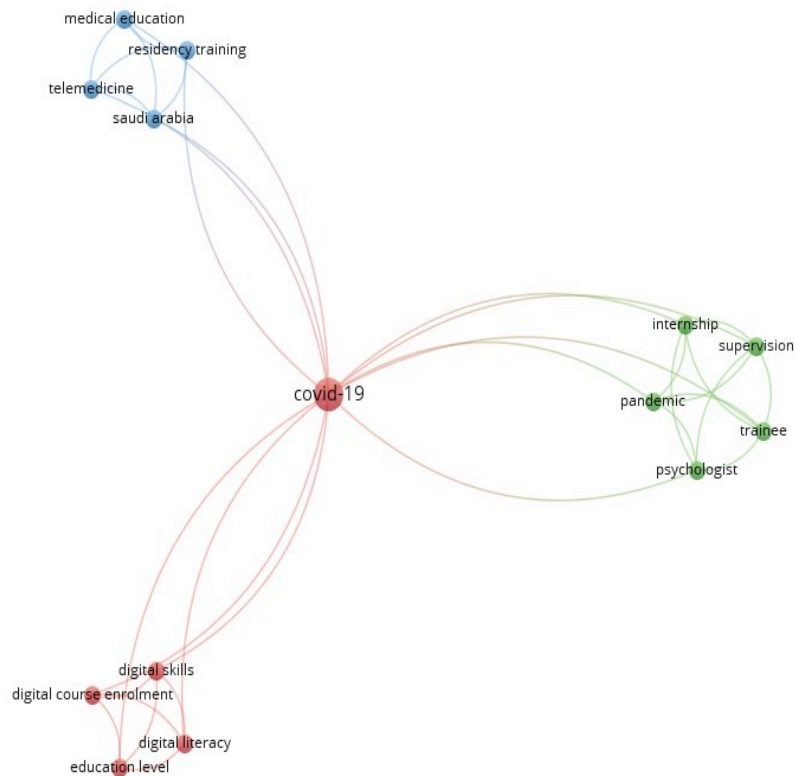 medical education
residency training
telemedicine
saudi arabia
internship
supervision
covid-19
pandemic
trainee
psychologist
digital skills
digital course enrolment
digital literacy
education level